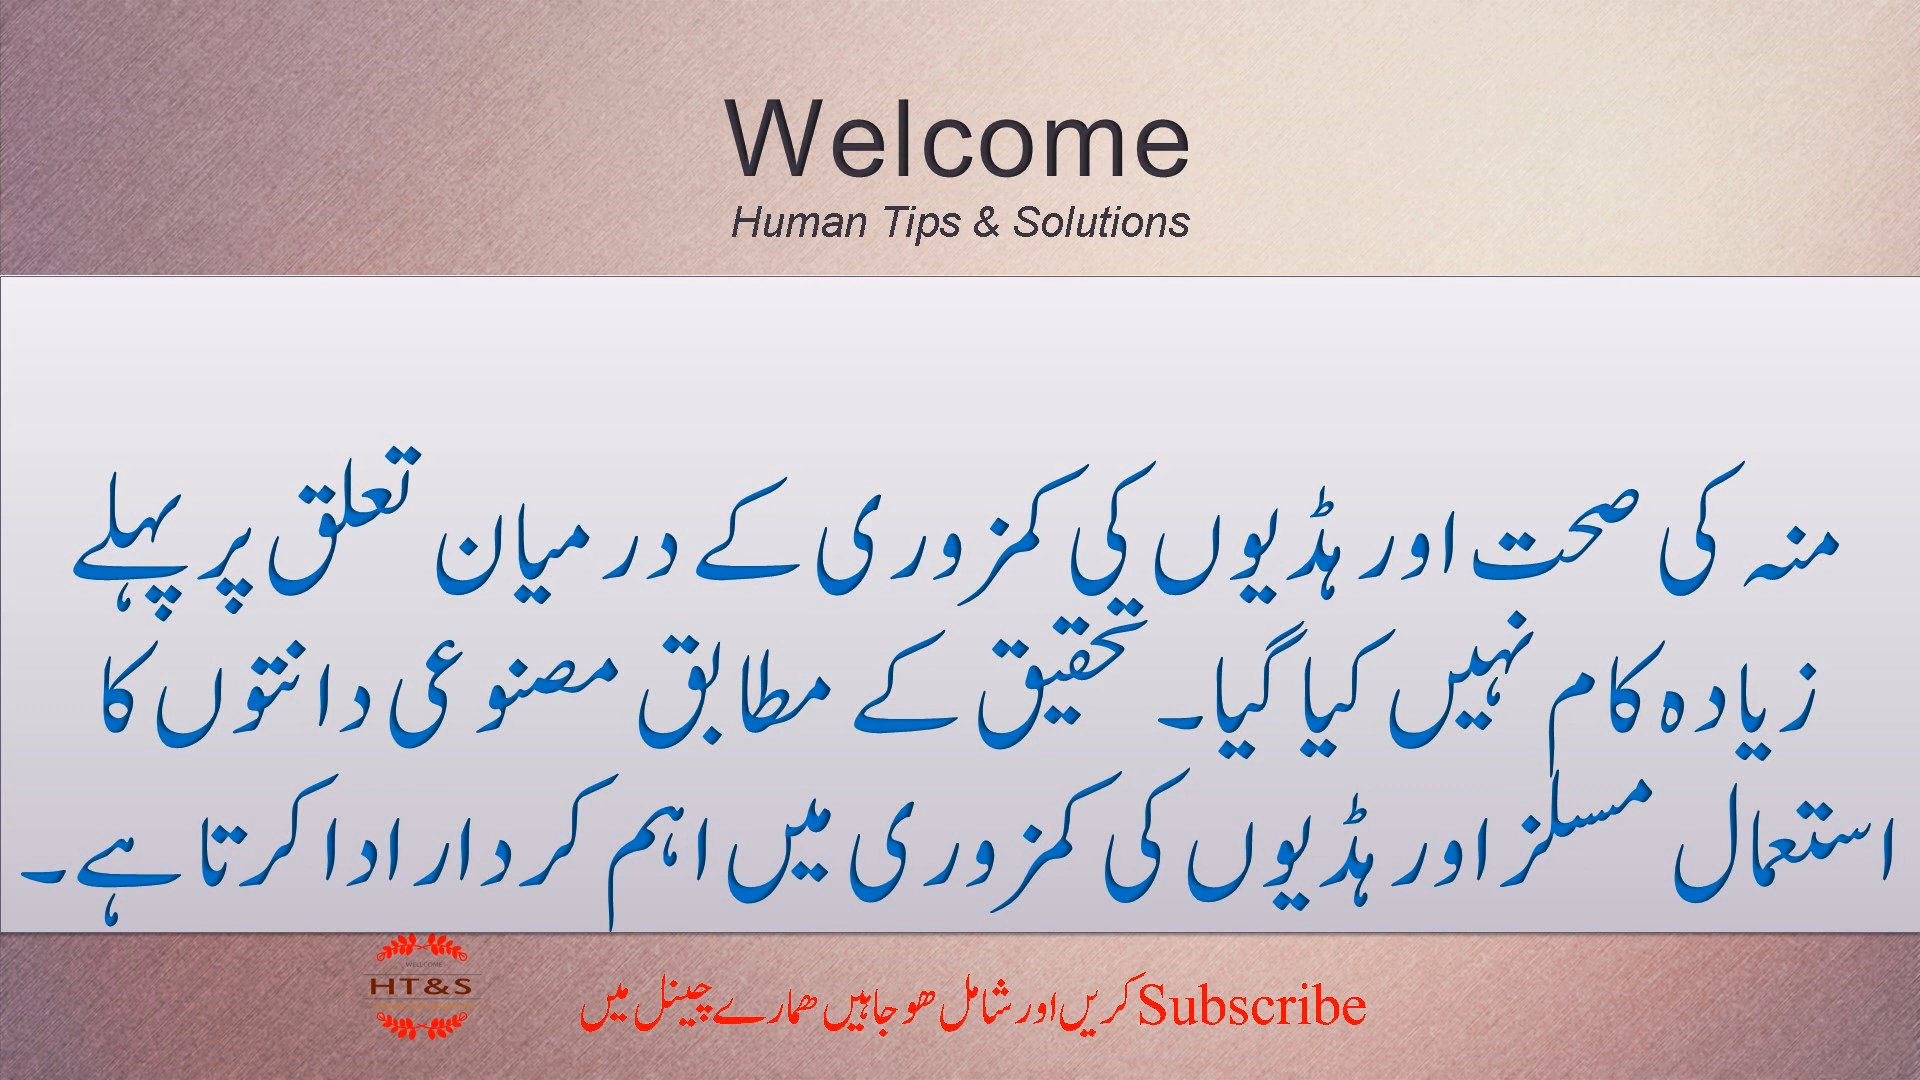 Welcome
Human Tips & Solutions
منہ کی صحت اور ہڈیوں کی کمزوری کے درمیان تعلق پر پہلے
زیادہ کام نہیں کیا گیا۔ تحقیق کے مطابق مصنوعی دانتوں کا
استعمال مسلز اور ہڈیوں کی کمزوری میں اہم کردار ادا کرتا ہے۔
WELCOME
HT&S
Subscribe کریں اور شامل ھو جاہیں ھمارے چینل میں